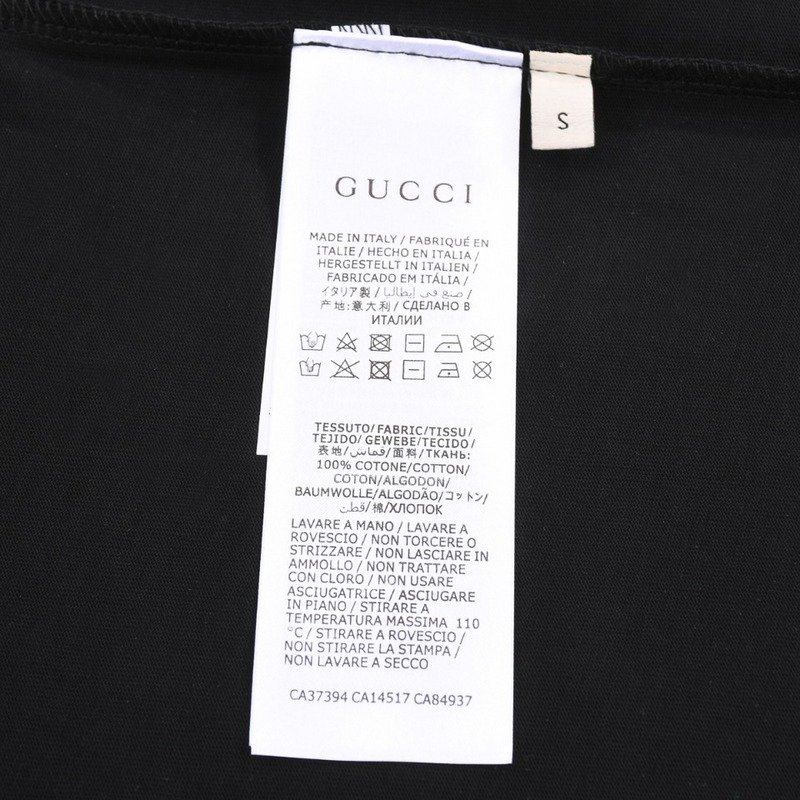 S
GUCCI
MADE IN ITALY / FABRIQUÉ EN
ITALIE / HECHO EN ITALIA /
HERGESTELLT IN ITALIEN /
FABRICADO EM ITÁLIA /
イタリア製 / صنع في إيطاليا /
产地:意大利 / СДЕЛАНО В
ИТАЛИИ
TESSUTO/ FABRIC/TISSU/
TEJIDO/ GEWEBE/TECIDO/
表地/قماش/面料/ТКАНЬ:
100% COTONE/COTTON/
COTON/ALGODON/
BAUMWOLLE/ALGODÃO/コットン/
قطن/棉/ХЛОПОК
LAVARE A MANO / LAVARE A
ROVESCIO / NON TORCERE O
STRIZZARE / NON LASCIARE IN
AMMOLLO / NON TRATTARE
CON CLORO / NON USARE
ASCIUGATRICE / ASCIUGARE
IN PIANO / STIRARE A
TEMPERATURA MASSIMA 110
°C / STIRARE A ROVESCIO /
NON STIRARE LA STAMPA /
NON LAVARE A SECCO
CA37394 CA14517 CA84937